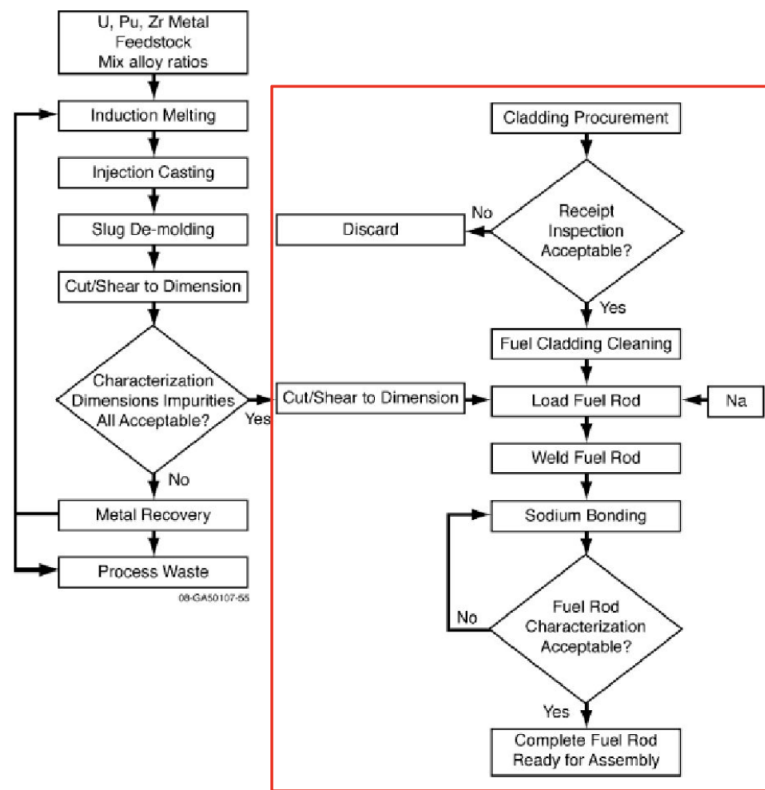 U, Pu, Zr Metal
Feedstock
Mix alloy ratios
Induction Melting
Injection Casting
Slug De-molding
Cut/Shear to Dimension
Characterization
Dimensions Impurities
All Acceptable?
Yes
No
Metal Recovery
Process Waste
08-GA50107-55
Cladding Procurement
Receipt
Inspection
Acceptable?
No
Discard
Yes
Fuel Cladding Cleaning
Cut/Shear to Dimension
Load Fuel Rod
Na
Weld Fuel Rod
Sodium Bonding
Fuel Rod
Characterization
Acceptable?
No
Yes
Complete Fuel Rod
Ready for Assembly